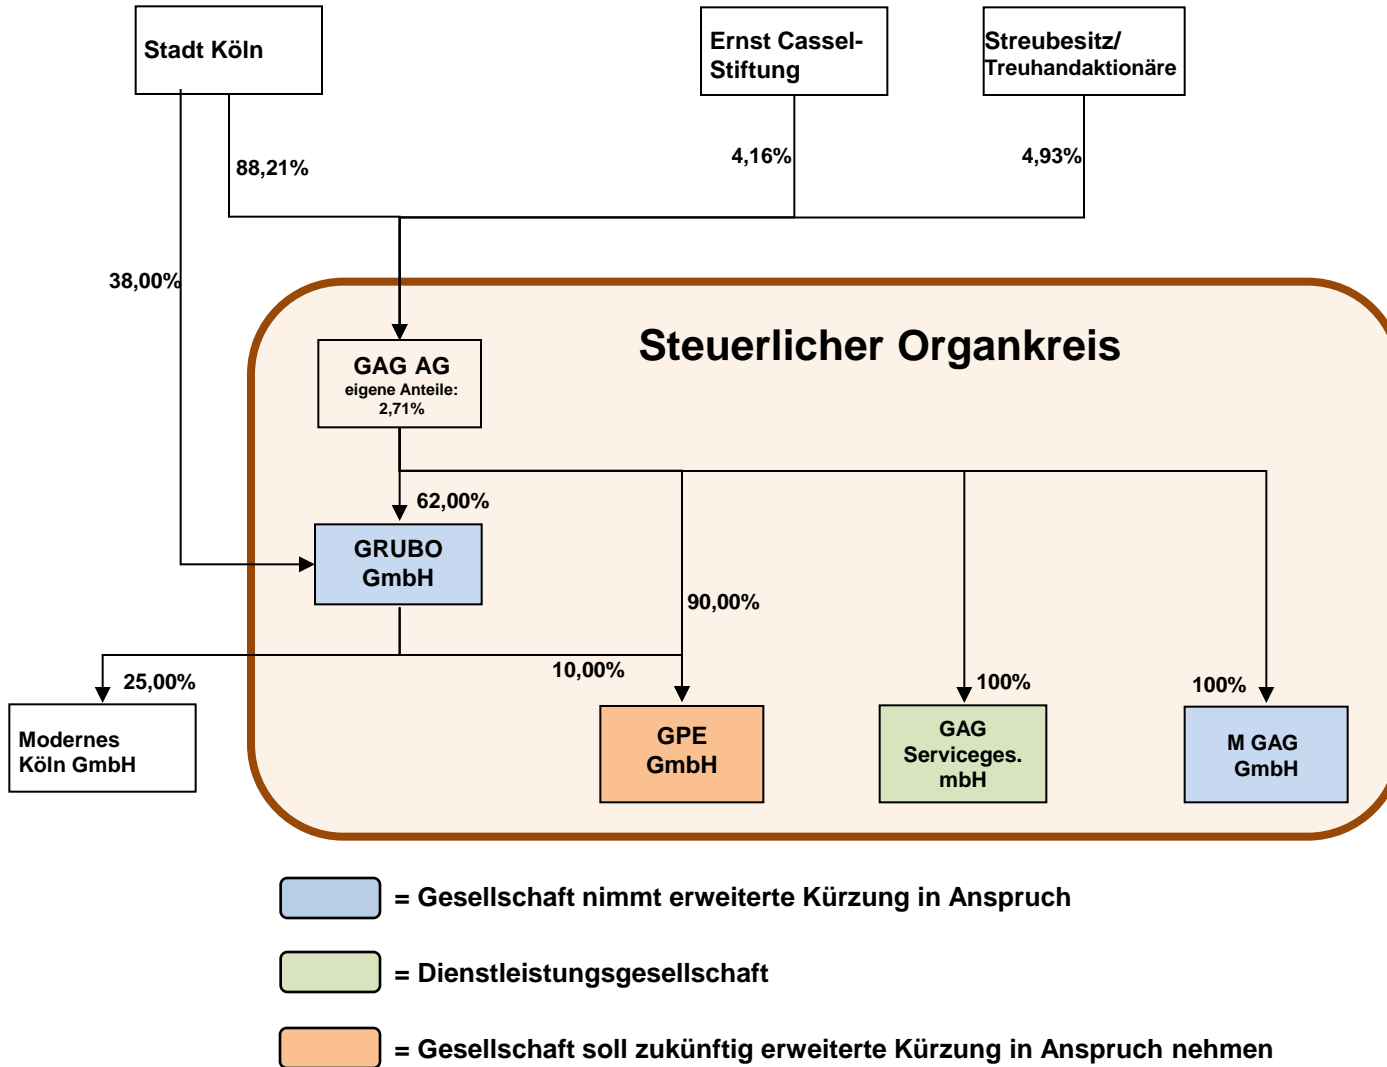 Stadt Köln
Ernst Cassel-
Stiftung
Streubesitz/
Treuhandaktionäre
88,21%
4,16%
4,93%
38,00%
Steuerlicher Organkreis
GAG AG
eigene Anteile:
2,71%
62,00%
GRUBO
GmbH
90,00%
25,00%
10,00%
100%
100%
Modernes
Köln GmbH
GPE
GmbH
GAG
Serviceges.
mbH
M GAG
GmbH
= Gesellschaft nimmt erweiterte Kürzung in Anspruch
= Dienstleistungsgesellschaft
= Gesellschaft soll zukünftig erweiterte Kürzung in Anspruch nehmen